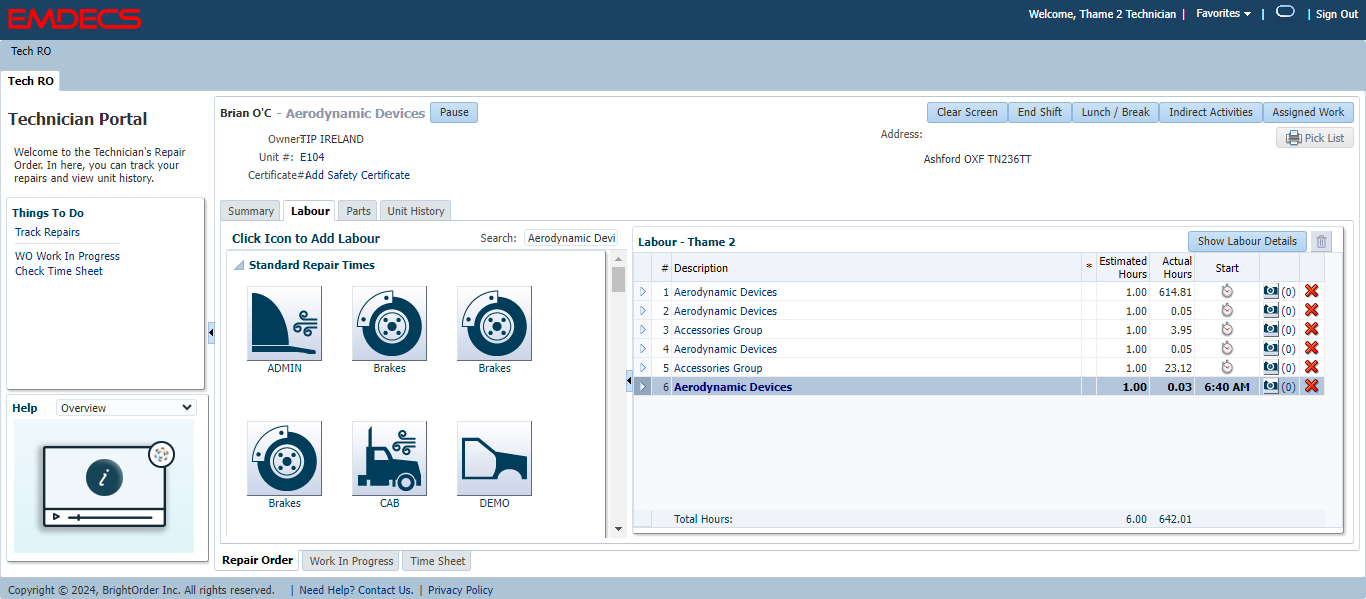 EMDECS
Welcome, Thame 2 Technician | Favorites | | Sign Out
Tech RO
Tech RO
Technician Portal
Welcome to the Technician's Repair
Order. In here, you can track your
repairs and view unit history.
Things To Do
Track Repairs
WO Work In Progress
Check Time Sheet
Help Overview
i
Brian O'C - Aerodynamic Devices Pause
Clear Screen End Shift Lunch / Break Indirect Activities Assigned Work
Owner: TIP IRELAND
Address:
Pick List
Unit #: E104
Ashford OXF TN236TT
Certificate# Add Safety Certificate
Summary Labour Parts Unit History
Click Icon to Add Labour Search: Aerodynamic Devi
Standard Repair Times
ADMIN Brakes Brakes
Brakes CAB DEMO
Labour - Thame 2 Show Labour Details
# Description * Estimated Hours Actual Hours Start
1 Aerodynamic Devices 1.00 614.81 (0)
2 Aerodynamic Devices 1.00 0.05 (0)
3 Accessories Group 1.00 3.95 (0)
4 Aerodynamic Devices 1.00 0.05 (0)
5 Accessories Group 1.00 23.12 (0)
6 Aerodynamic Devices 1.00 0.03 6:40 AM (0)
Total Hours: 6.00 642.01
Repair Order Work In Progress Time Sheet
Copyright © 2024, BrightOrder Inc. All rights reserved. | Need Help? Contact Us. | Privacy Policy